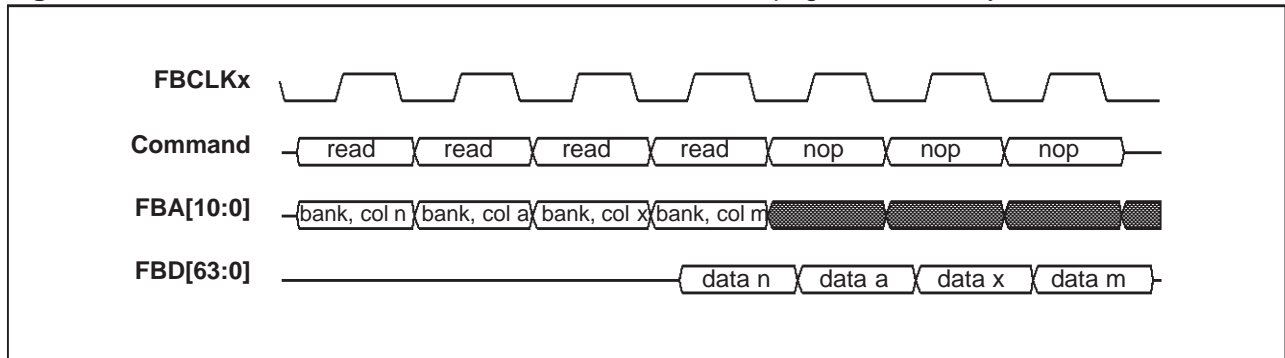 FBCLKx
Command read read read read nop nop nop
FBA[10:0] bank, col n bank, col a bank, col x bank, col m
FBD[63:0] data n data a data x data m